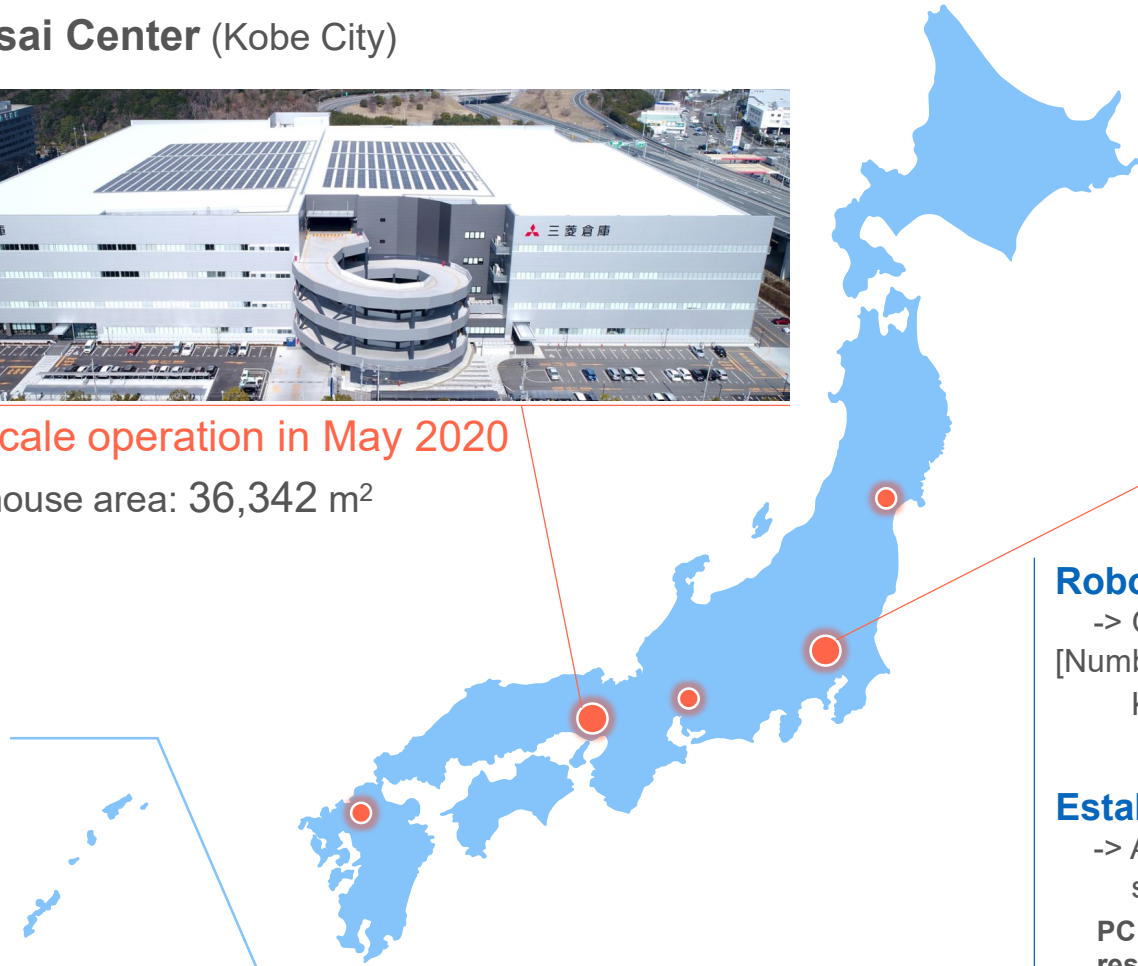 sai Center (Kobe City)
庫
三菱倉庫
cale operation in May 2020
ouse area: 36,342 m²
Robo
-> 
[Numb
K
Estal
-> A
s
PC
res